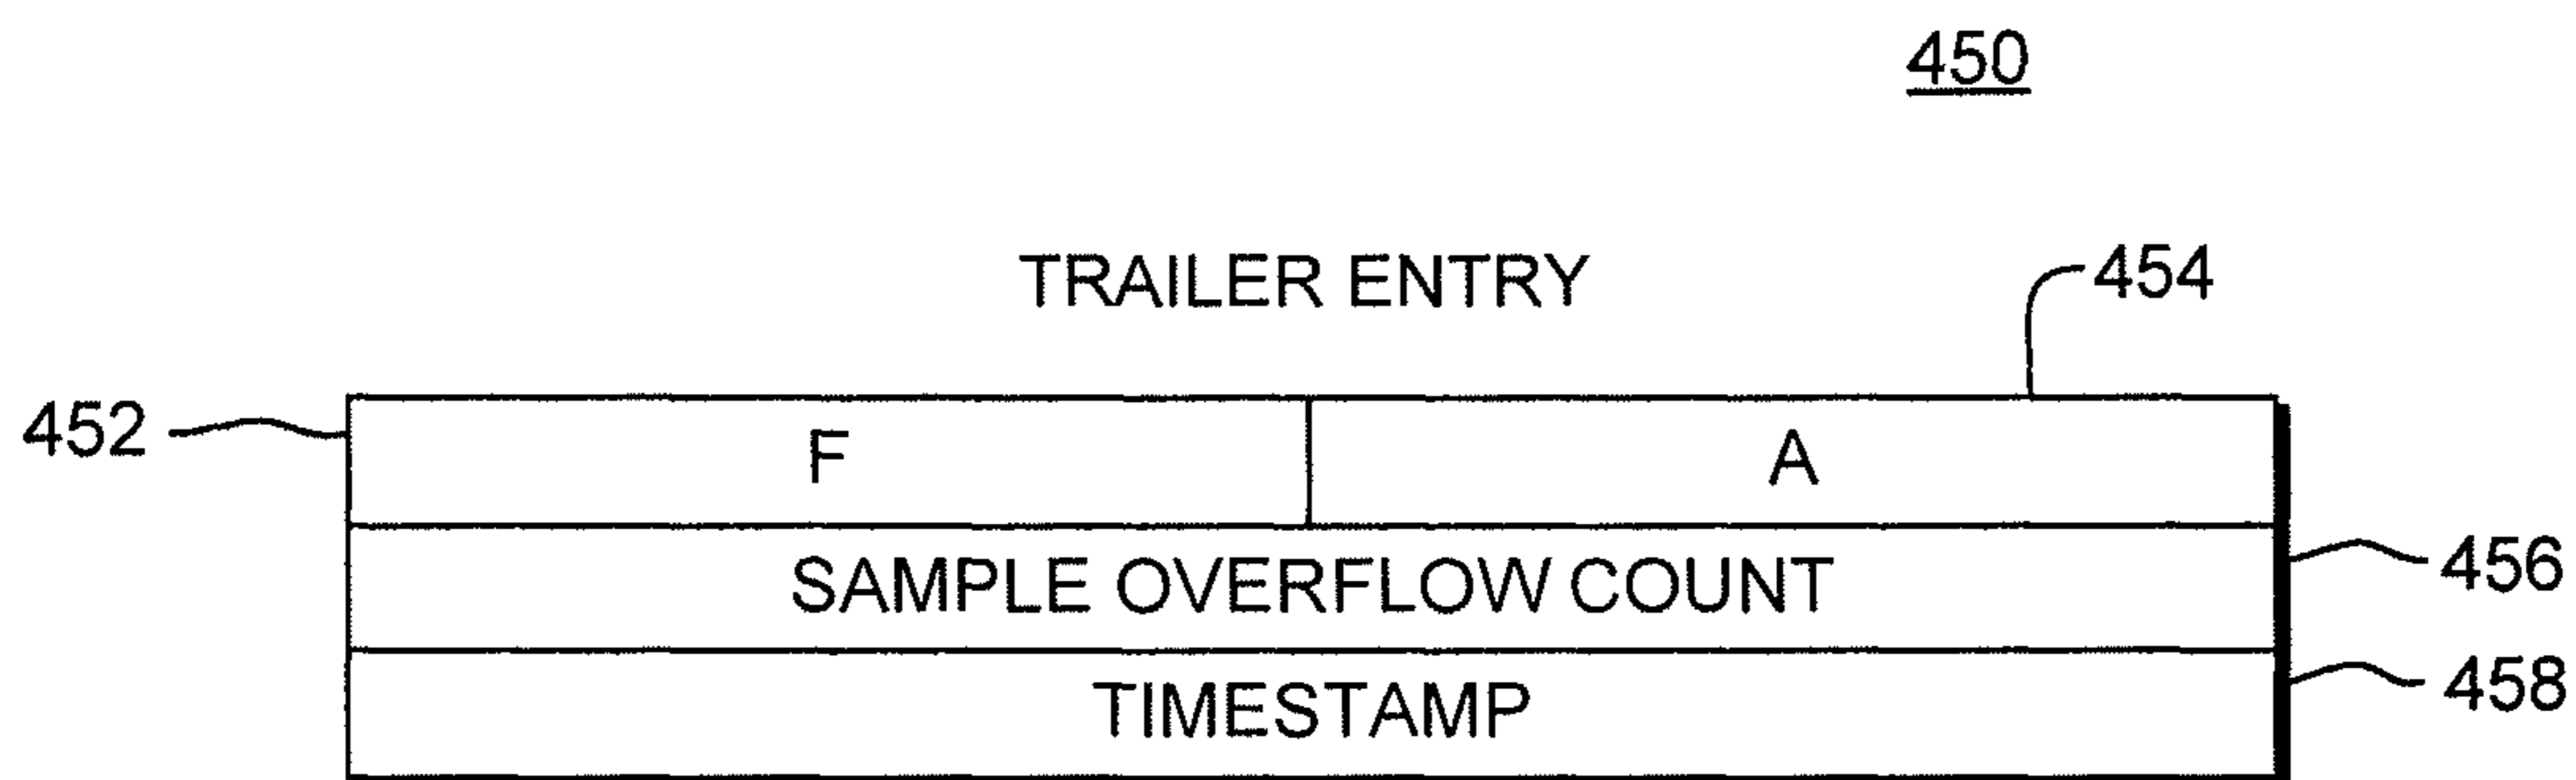 450
TRAILER ENTRY
454
452
F A
SAMPLE OVERFLOW COUNT
456
TIMESTAMP
458